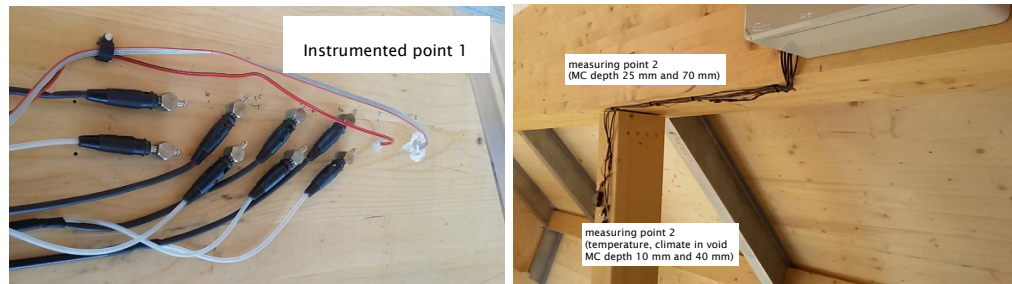 Instrumented point 1
measuring point 2
(MC depth 25 mm and 70 mm)
measuring point 2
(temperature, climate in void
MC depth 10 mm and 40 mm)